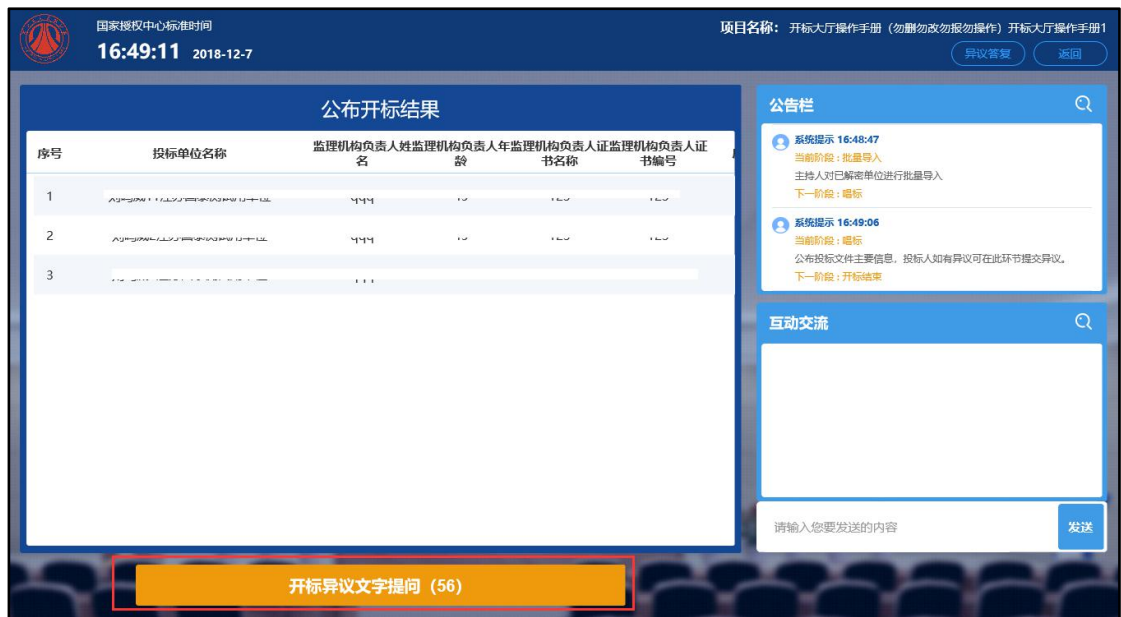 国家授权中心标准时间
16:49:11 2018-12-7
项目名称： 开标大厅操作手册（勿删勿改勿报勿操作）开标大厅操作手册1
异议答复 返回
公布开标结果
序号 投标单位名称 监理机构负责人姓名 监理机构负责人年龄 监理机构负责人证书名称 监理机构负责人证书编号
1
2
3
公告栏
系统提示 16:48:47
当前阶段：批量导入
主持人对已解密单位进行批量导入
下一阶段：唱标
系统提示 16:49:06
当前阶段：唱标
公布投标文件主要信息、投标人如有异议可在此环节提交异议。
下一阶段：开标结束
互动交流
请输入您要发送的内容 发送
开标异议文字提问（56）